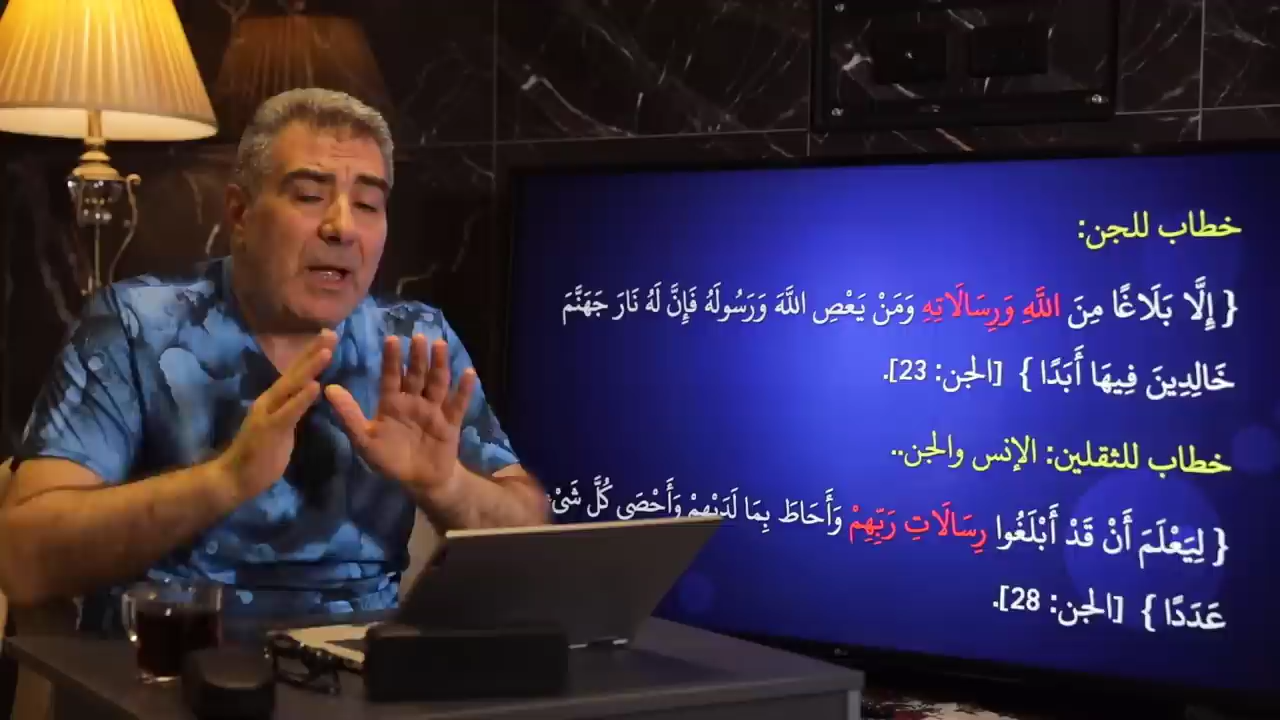 خطاب للجن:
{ إِلَّا بَلَاغًا مِنَ اللَّهِ وَرِسَالَاتِهِ وَمَنْ يَعْصِ اللَّهَ وَرَسُولَهُ فَإِنَّ لَهُ نَارَ جَهَنَّمَ
خَالِدِينَ فِيهَا أَبَدًا } [الجن: 23].
خطاب للثقلين: الإنس والجن..
{ لِيَعْلَمَ أَنْ قَدْ أَبْلَغُوا رِسَالَاتِ رَبِّهِمْ وَأَحَاطَ بِمَا لَدَيْهِمْ وَأَحْصَى كُلَّ شَيْءٍ
عَدَدًا } [الجن: 28].